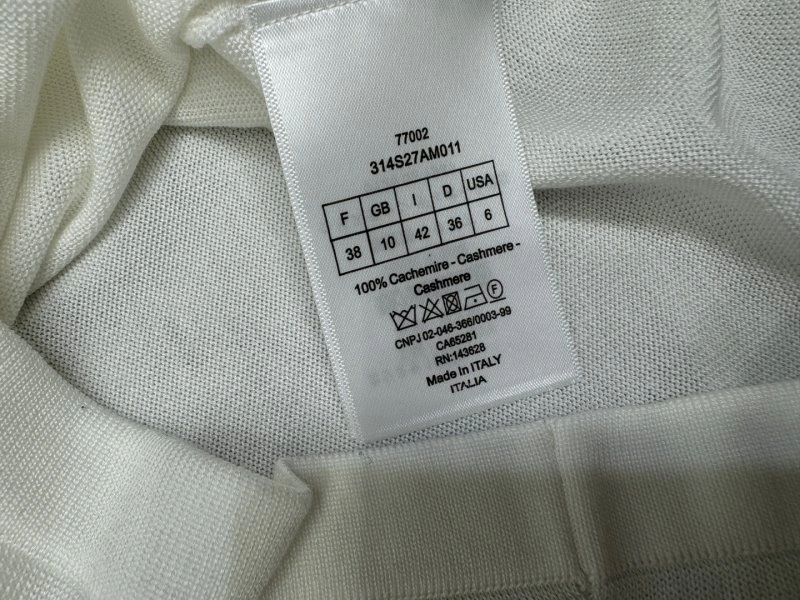 77002
314S27AM011
F GB I D USA
38 10 42 36 6
100% Cachemire - Cashmere -
Cashmere
F
CNPJ 02-046-366/0003-99
CA65281
RN:143628
Made In ITALY
ITALIA